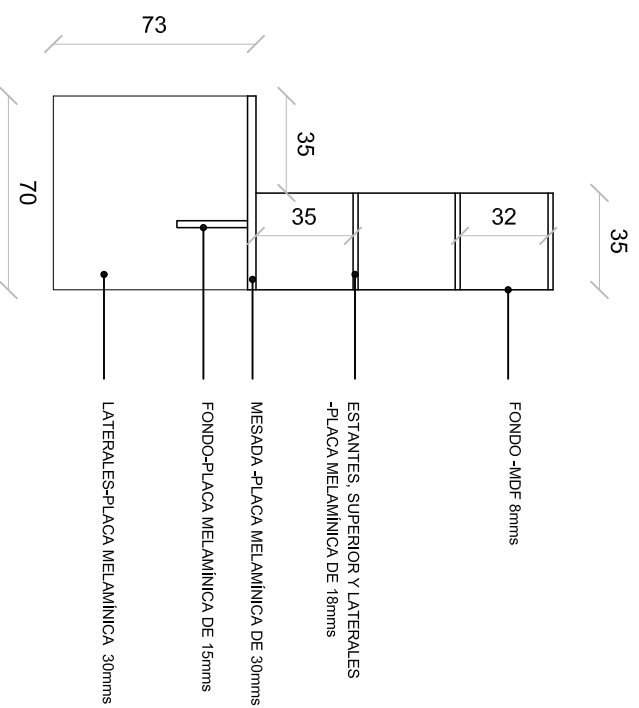 73
70
35
35
32
35
FONDO -MDF 8mms
ESTANTES, SUPERIOR Y LATERALES
-PLACA MELAMÍNICA DE 18mms
MESADA -PLACA MELAMÍNICA DE 30mms
FONDO-PLACA MELAMÍNICA DE 15mms
LATERALES-PLACA MELAMÍNICA 30mms